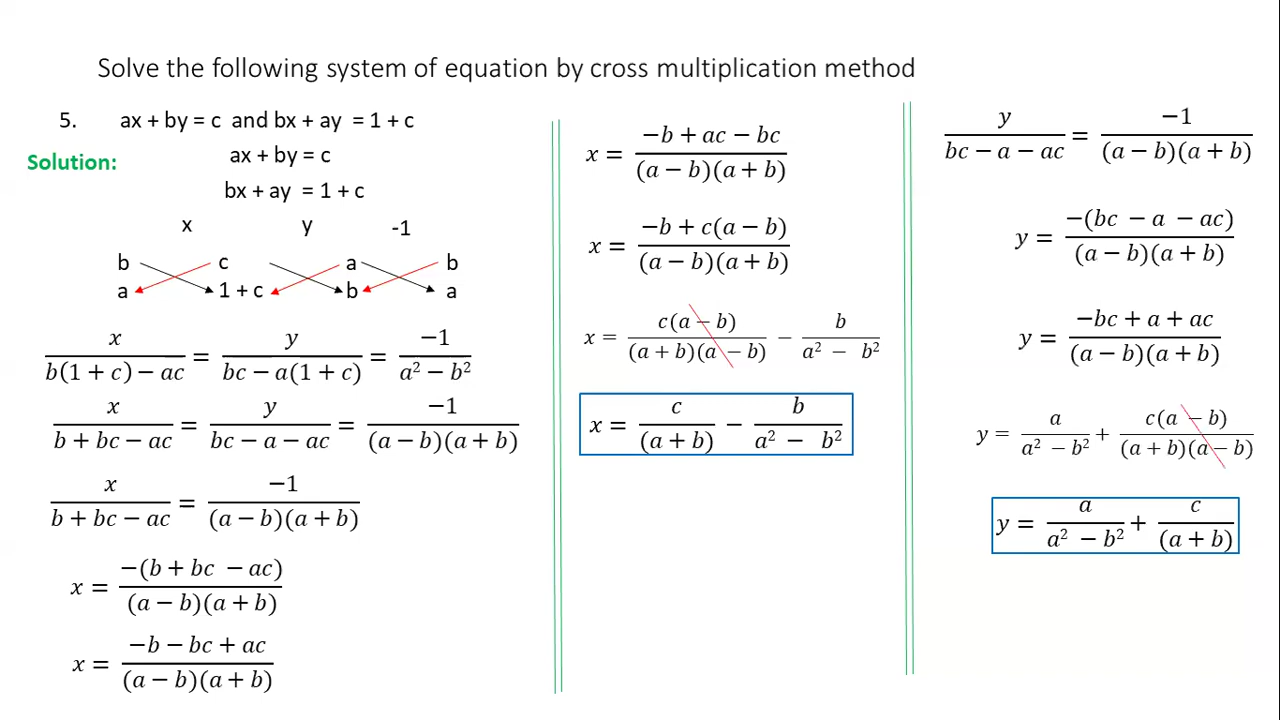 Solve the following system of equation by cross multiplication method
5. ax + by = c and bx + ay = 1 + c
Solution: ax + by = c
bx + ay = 1 + c
x y -1
b c a b
a 1 + c b a
x / (b(1 + c) − ac) = y / (bc − a(1 + c)) = −1 / (a² − b²)
x / (b + bc − ac) = y / (bc − a − ac) = −1 / ((a − b)(a + b))
x / (b + bc − ac) = −1 / ((a − b)(a + b))
x = −(b + bc − ac) / ((a − b)(a + b))
x = (−b − bc + ac) / ((a − b)(a + b))
x = (−b + ac − bc) / ((a − b)(a + b))
x = (−b + c(a − b)) / ((a − b)(a + b))
x = c(a − b) / ((a + b)(a − b)) − b / (a² − b²)
x = c / (a + b) − b / (a² − b²)
y / (bc − a − ac) = −1 / ((a − b)(a + b))
y = −(bc − a − ac) / ((a − b)(a + b))
y = (−bc + a + ac) / ((a − b)(a + b))
y = a / (a² − b²) + c(a − b) / ((a + b)(a − b))
y = a / (a² − b²) + c / (a + b)